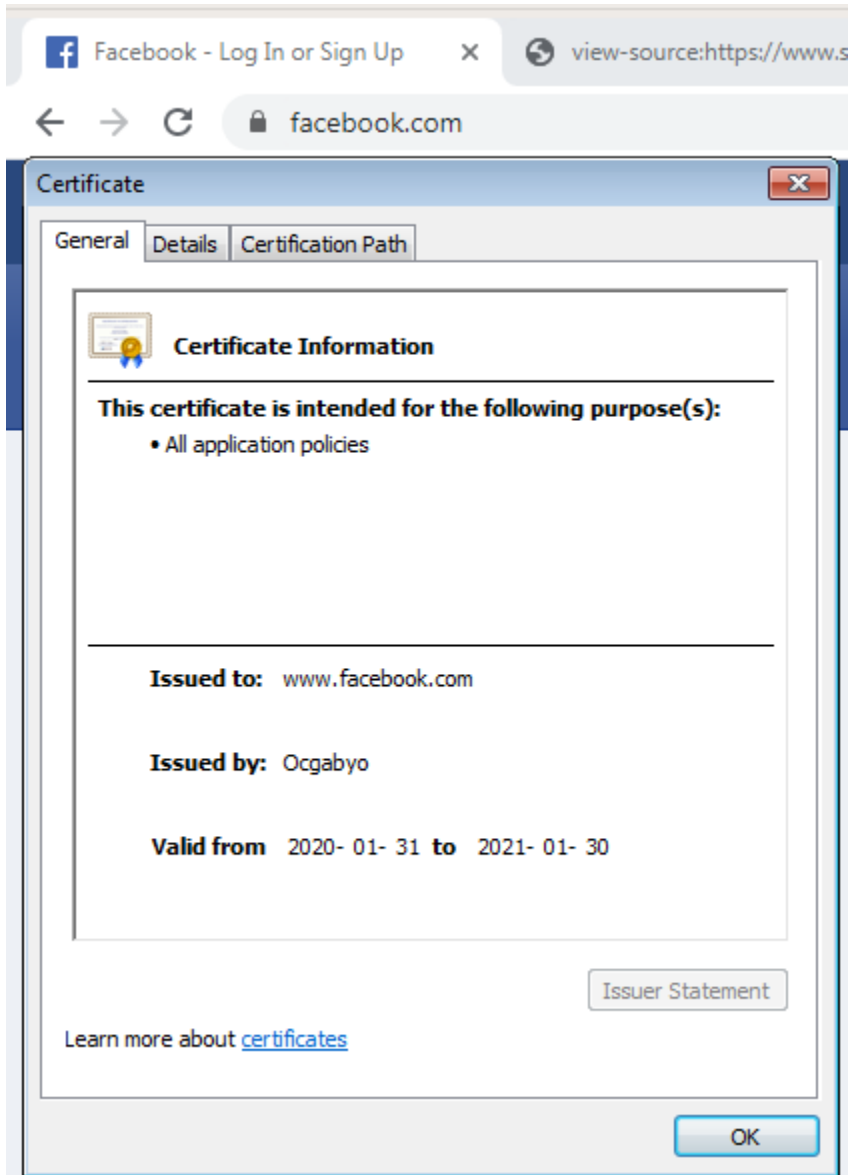 Facebook - Log In or Sign Up
view-source:https://www.s
facebook.com
Certificate
General Details Certification Path
Certificate Information
This certificate is intended for the following purpose(s):
• All application policies
Issued to: www.facebook.com
Issued by: Ocgabyo
Valid from 2020- 01- 31 to 2021- 01- 30
Issuer Statement
Learn more about certificates
OK